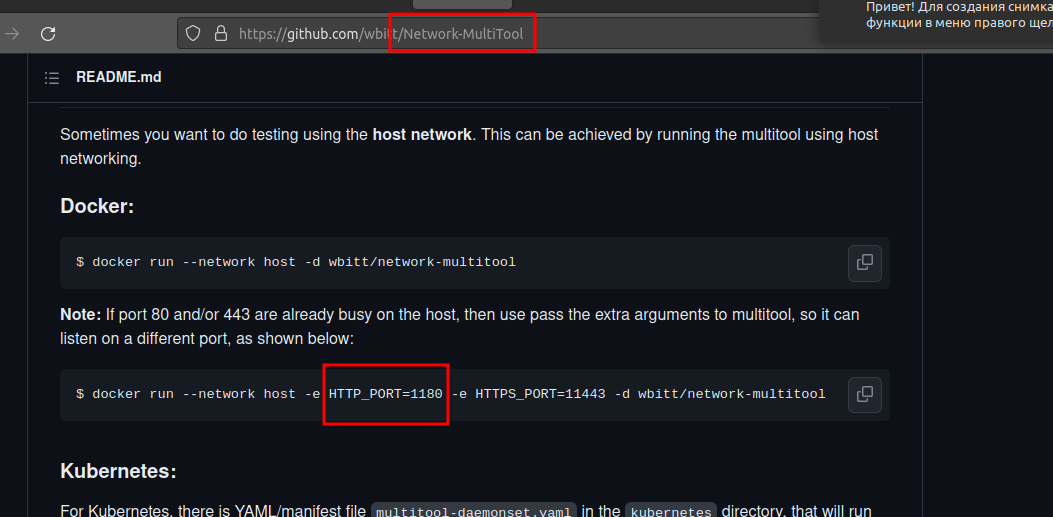 Привет! Для создания снимка
функции в меню правого щел
https://github.com/wbitt/Network-MultiTool
README.md
Sometimes you want to do testing using the host network. This can be achieved by running the multitool using host
networking.
Docker:
$ docker run --network host -d wbitt/network-multitool
Note: If port 80 and/or 443 are already busy on the host, then use pass the extra arguments to multitool, so it can
listen on a different port, as shown below:
$ docker run --network host -e HTTP_PORT=1180 -e HTTPS_PORT=11443 -d wbitt/network-multitool
Kubernetes:
For Kubernetes, there is YAML/manifest file multitool-daemonset.yaml in the kubernetes directory, that will run